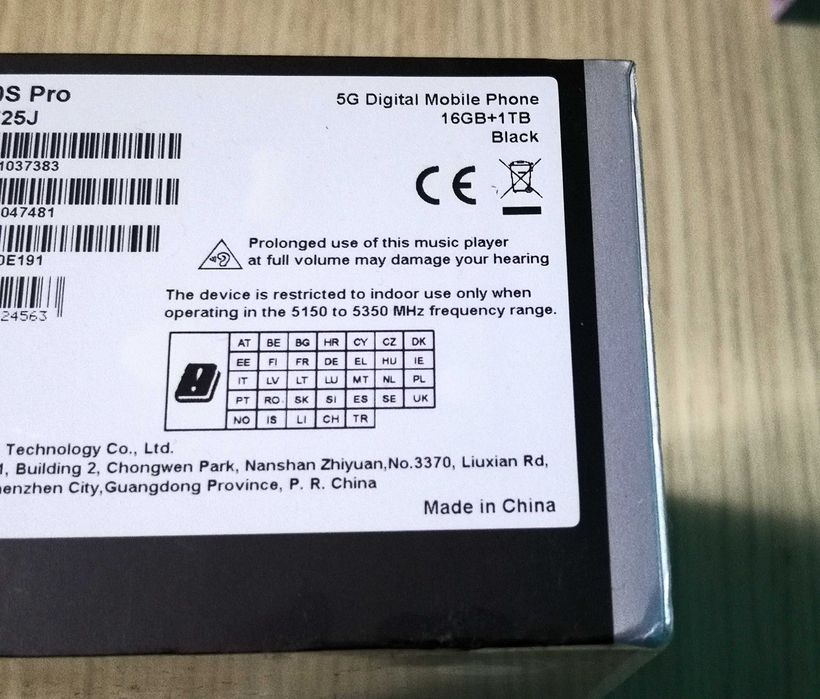 0S Pro
25J
1037383
047481
0E191
24563
5G Digital Mobile Phone
16GB+1TB
Black
CE
Prolonged use of this music player
at full volume may damage your hearing
The device is restricted to indoor use only when
operating in the 5150 to 5350 MHz frequency range.
AT BE BG HR CY CZ DK
EE FI FR DE EL HU IE
IT LV LT LU MT NL PL
PT RO SK SI ES SE UK
NO IS LI CH TR
Technology Co., Ltd.
1, Building 2, Chongwen Park, Nanshan Zhiyuan,No.3370, Liuxian Rd,
enzhen City,Guangdong Province, P. R. China
Made in China